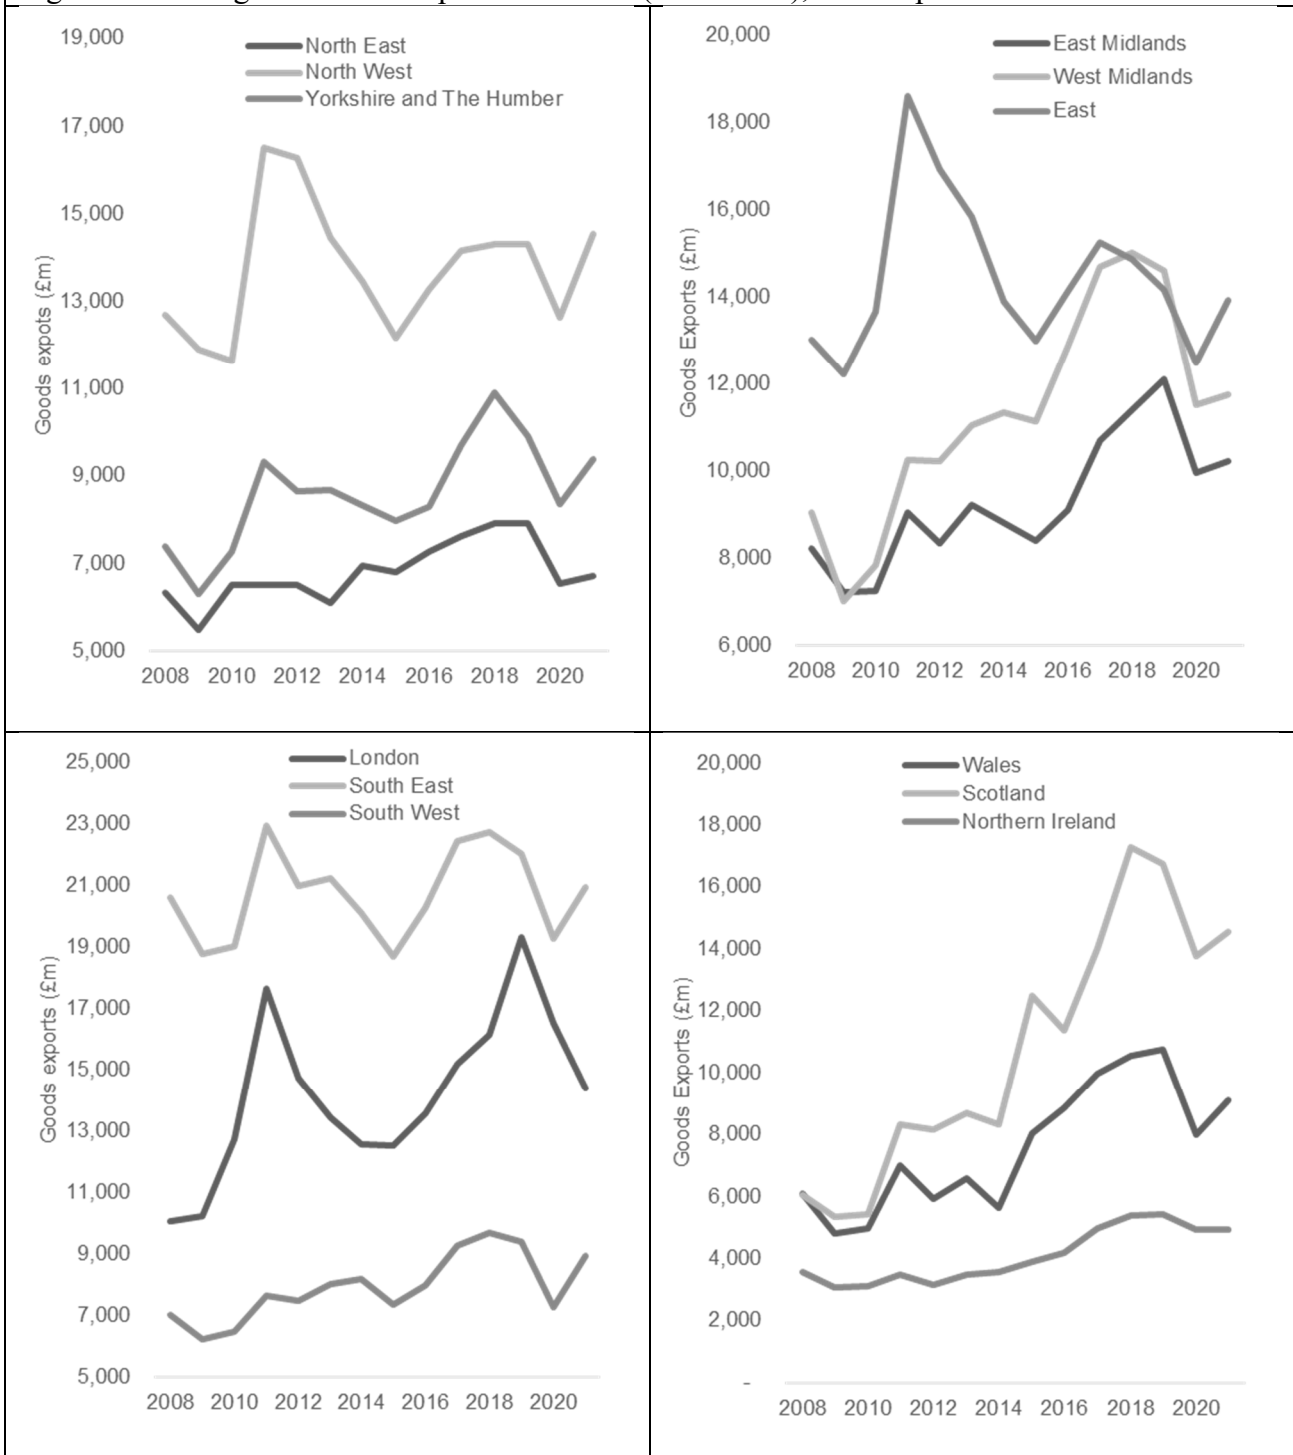 19,000
North East
North West
Yorkshire and The Humber
17,000
15,000
13,000
11,000
9,000
7,000
5,000
Goods expots (£m)
2008 2010 2012 2014 2016 2018 2020
20,000
East Midlands
West Midlands
East
18,000
16,000
14,000
12,000
10,000
8,000
6,000
Goods Exports (£m)
2008 2010 2012 2014 2016 2018 2020
25,000
London
South East
South West
23,000
21,000
19,000
17,000
15,000
13,000
11,000
9,000
7,000
5,000
Goods exports (£m)
2008 2010 2012 2014 2016 2018 2020
20,000
Wales
Scotland
Northern Ireland
18,000
16,000
14,000
12,000
10,000
8,000
6,000
4,000
2,000
-
Goods Exports (£m)
2008 2010 2012 2014 2016 2018 2020